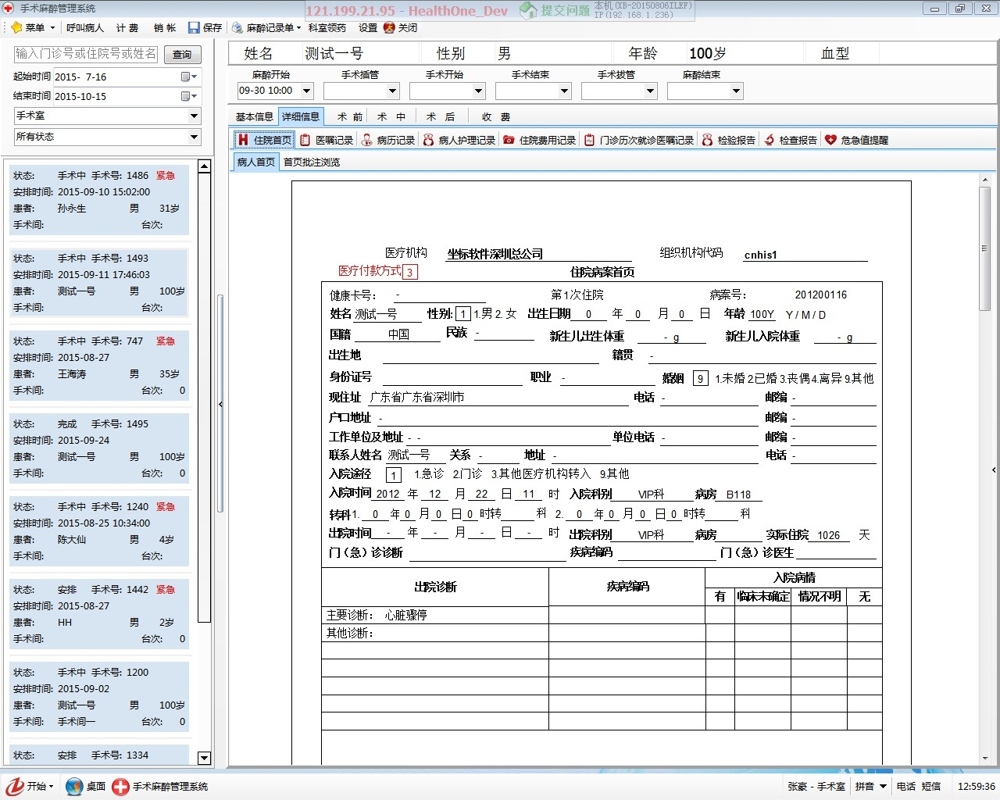 手术麻醉管理系统
121.199.21.95 - HealthOne_Dev 提交问题 本机(XB-20150806ILEF)
IP(192.168.1.236)
菜单 呼叫病人 计 费 销 帐 保存 麻醉记录单 科室领药 设置 关闭
输入门诊号或住院号或姓名 查询
起始时间 2015- 7-16
结束时间 2015-10-15
手术室
所有状态
状态: 手术中 手术号: 1486 紧急
安排时间: 2015-09-10 15:02:00
患者: 孙永生 男 31岁
手术间: 台次:
状态: 手术中 手术号: 1493
安排时间: 2015-09-11 17:46:03
患者: 测试一号 男 100岁
手术间: 台次:
状态: 手术中 手术号: 747 紧急
安排时间: 2015-08-27
患者: 王海涛 男 35岁
手术间: 台次: 0
状态: 完成 手术号: 1495
安排时间: 2015-09-24
患者: 测试一号 男 100岁
手术间: 台次: 0
状态: 手术中 手术号: 1240 紧急
安排时间: 2015-08-25 10:34:00
患者: 陈大仙 男 4岁
手术间: 台次:
状态: 安排 手术号: 1442 紧急
安排时间: 2015-08-27
患者: HH 男 2岁
手术间: 台次: 0
状态: 手术中 手术号: 1200
安排时间: 2015-09-02
患者: 测试一号 男 100岁
手术间: 手术间一 台次: 0
状态: 安排 手术号: 1334
姓名 测试一号 性别 男 年龄 100岁 血型
麻醉开始 手术插管 手术开始 手术结束 手术拔管 麻醉结束
09-30 10:00
基本信息 详细信息 术 前 术 中 术 后 收 费
住院首页 医嘱记录 病历记录 病人护理记录 住院费用记录 门诊历次就诊医嘱记录 检验报告 检查报告 危急值提醒
病人首页 首页批注浏览
医疗机构 坐标软件深圳总公司 组织机构代码 cnhis1
医疗付款方式 3 住院病案首页
健康卡号: - 第1次住院 病案号: 201200116
姓名 测试一号 性别: 1 1.男 2. 女 出生日期 0 年 0 月 0 日 年龄 100Y Y / M / D
国籍 中国 民族 - 新生儿出生体重 - g 新生儿入院体重 - g
出生地 籍贯 -
身份证号 职业 - 婚姻 9 1.未婚 2已婚 3.丧偶 4.离异 9.其他
现住址 广东省广东省深圳市 电话 - 邮编 -
户口地址 - 邮编 -
工作单位及地址 - - 单位电话 - 邮编 -
联系人姓名 测试一号 关系 - 地址 - 电话 -
入院途径 1 1.急诊 2.门诊 3.其他医疗机构转入 9.其他
入院时间 2012 年 12 月 22 日 11 时 入院科别 VIP科 病房 B118
转科1. 0 年 0 月 0 日 0 时转 科 2. 0 年 0 月 0 日 0 时转 科
出院时间 - 年 - 月 - 日 - 时 出院科别 VIP科 病房 实际住院 1026 天
门（急）诊诊断 疾病编码 门（急）诊医生
出院诊断 疾病编码 入院病情
有 临床未确定 情况不明 无
主要诊断: 心脏骤停
其他诊断:
开始 桌面 手术麻醉管理系统 张豪 - 手术室 拼音 电话 短信 12:59:36